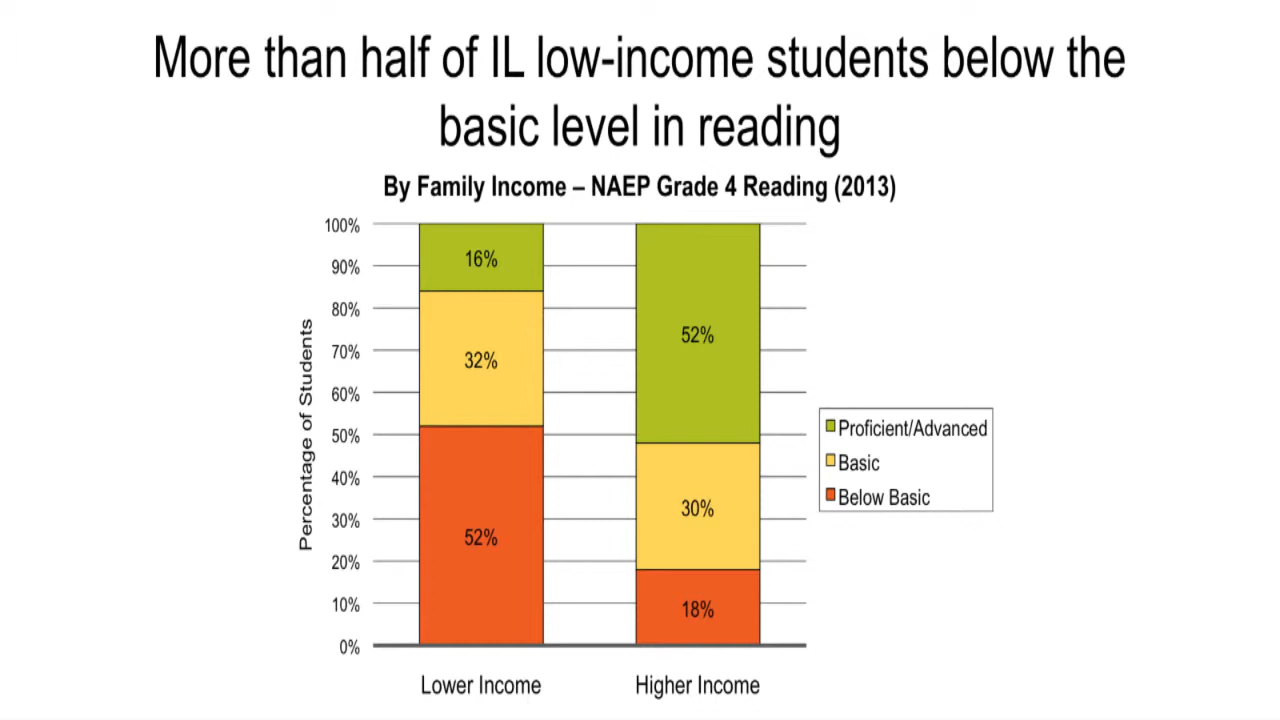 More than half of IL low-income students below the
basic level in reading
By Family Income – NAEP Grade 4 Reading (2013)
Percentage of Students
100%
90%
80%
70%
60%
50%
40%
30%
20%
10%
0%
16%
32%
52%
52%
30%
18%
Lower Income
Higher Income
Proficient/Advanced
Basic
Below Basic